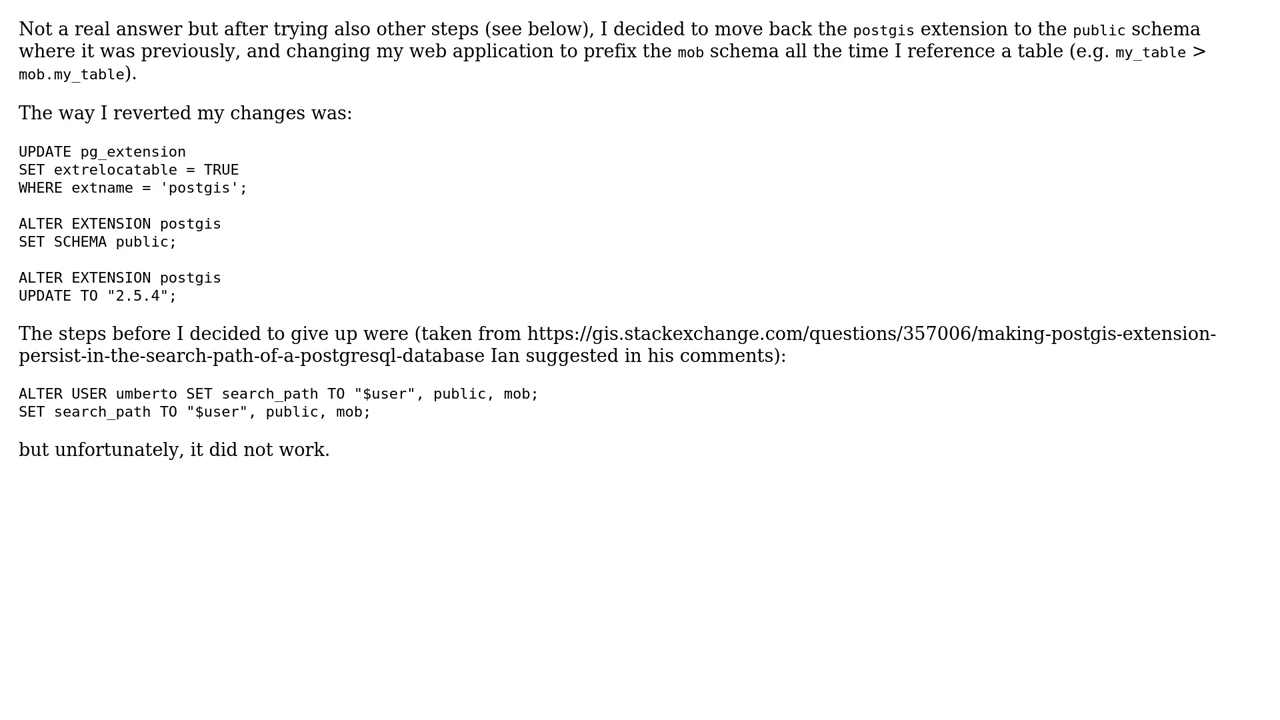 Not a real answer but after trying also other steps (see below), I decided to move back the postgis extension to the public schema
where it was previously, and changing my web application to prefix the mob schema all the time I reference a table (e.g. my_table >
mob.my_table).
The way I reverted my changes was:
UPDATE pg_extension
SET extrelocatable = TRUE
WHERE extname = 'postgis';
ALTER EXTENSION postgis
SET SCHEMA public;
ALTER EXTENSION postgis
UPDATE TO "2.5.4";
The steps before I decided to give up were (taken from https://gis.stackexchange.com/questions/357006/making-postgis-extension-
persist-in-the-search-path-of-a-postgresql-database Ian suggested in his comments):
ALTER USER umberto SET search_path TO "$user", public, mob;
SET search_path TO "$user", public, mob;
but unfortunately, it did not work.